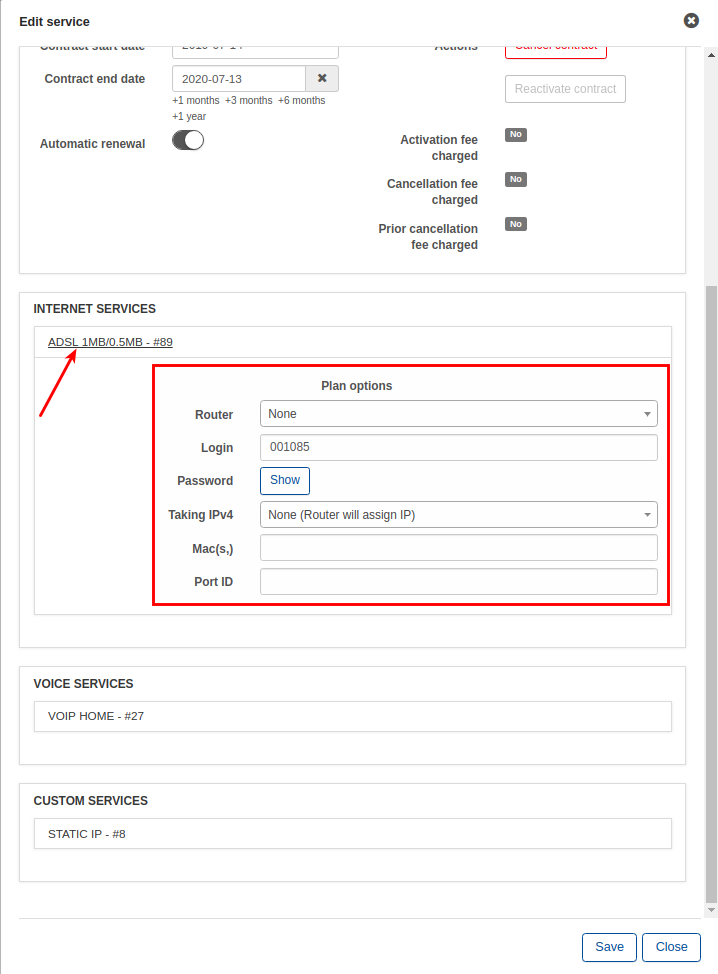 Edit service
Contract start date
Actions
Cancel contract
Contract end date
2020-07-13
+1 months +3 months +6 months
+1 year
Reactivate contract
Automatic renewal
Activation fee
charged
No
Cancellation fee
charged
No
Prior cancellation
fee charged
No
INTERNET SERVICES
ADSL 1MB/0.5MB - #89
Plan options
Router
None
Login
001085
Password
Show
Taking IPv4
None (Router will assign IP)
Mac(s,)
Port ID
VOICE SERVICES
VOIP HOME - #27
CUSTOM SERVICES
STATIC IP - #8
Save
Close